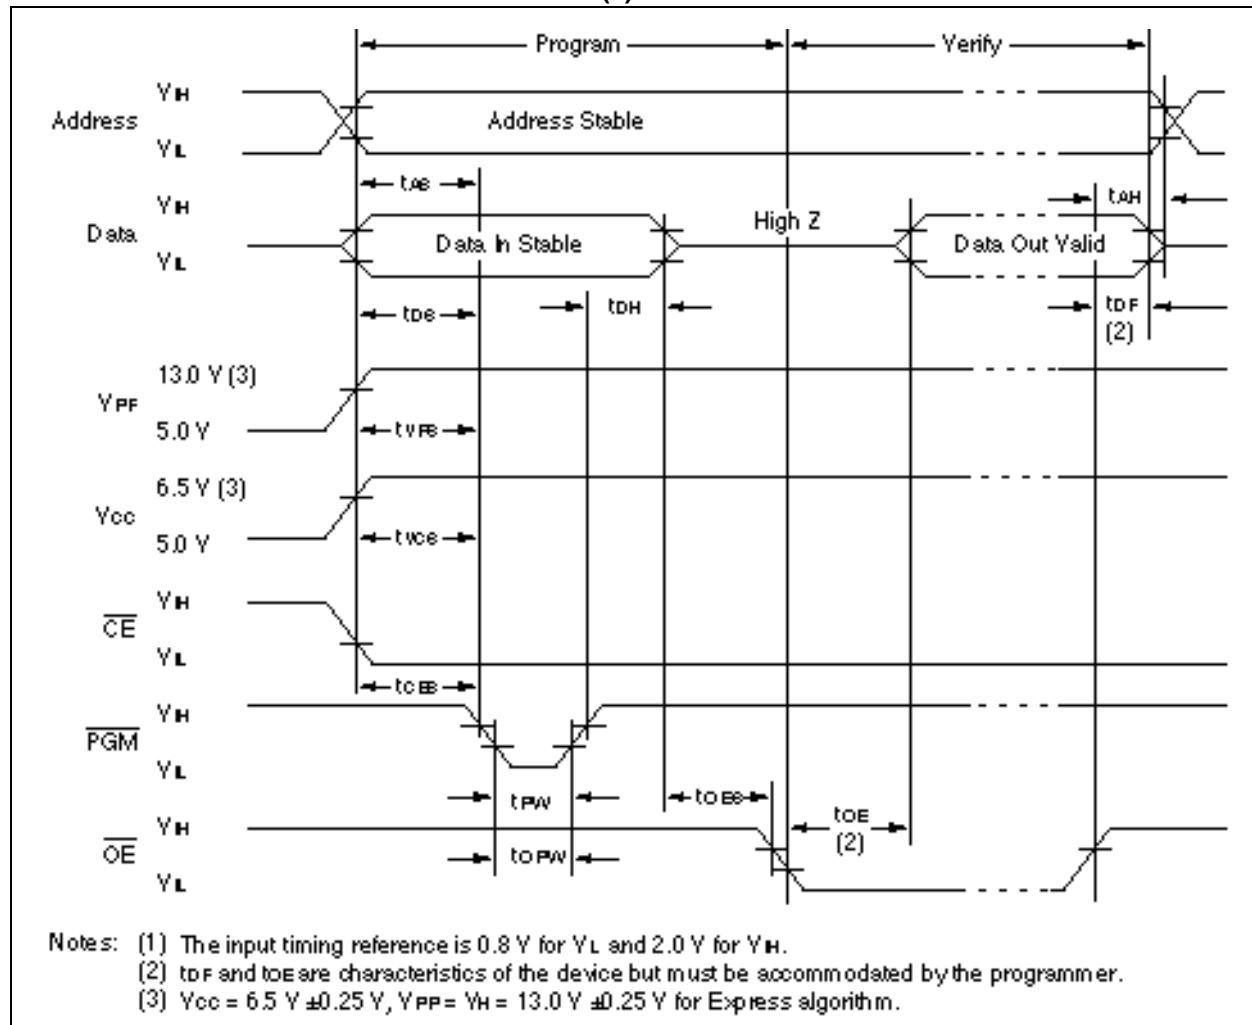 Program
Verify
Address
VIH
VIL
Address Stable
tAS
tAH
Data
VIH
VIL
Data In Stable
High Z
Data Out Valid
tDS
tDH
tDF
(2)
VPP
13.0 V (3)
5.0 V
tVPS
VCC
6.5 V (3)
5.0 V
tVCS
CE
VIH
VIL
tCES
PGM
VIH
VIL
tPW
tOES
OE
VIH
VIL
tOPW
tOE
(2)
Notes: (1) The input timing reference is 0.8 V for VIL and 2.0 V for VIH.
(2) tDF and tOE are characteristics of the device but must be accommodated by the programmer.
(3) Vcc = 6.5 V ±0.25 V, VPP = VH = 13.0 V ±0.25 V for Express algorithm.